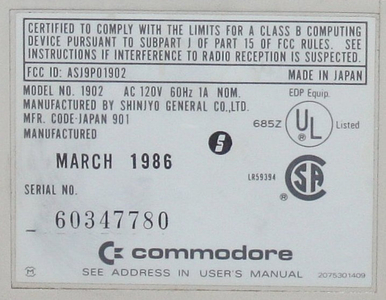 CERTIFIED TO COMPLY WITH THE LIMITS FOR A CLASS B COMPUTING
DEVICE PURSUANT TO SUBPART J OF PART 15 OF FCC RULES. SEE
INSTRUCTIONS IF INTERFERENCE TO RADIO RECEPTION IS SUSPECTED.
FCC ID: ASJ9P01902 MADE IN JAPAN
MODEL NO. 1902 AC 120V 60Hz 1A NOM. EDP Equip.
MANUFACTURED BY SHINJYO GENERAL CO.,LTD.
MFR. CODE-JAPAN 901
685Z UL Listed
MANUFACTURED
S
MARCH 1986
LR59394 SA
SERIAL NO.
60347780
commodore
SEE ADDRESS IN USER'S MANUAL 2075301409